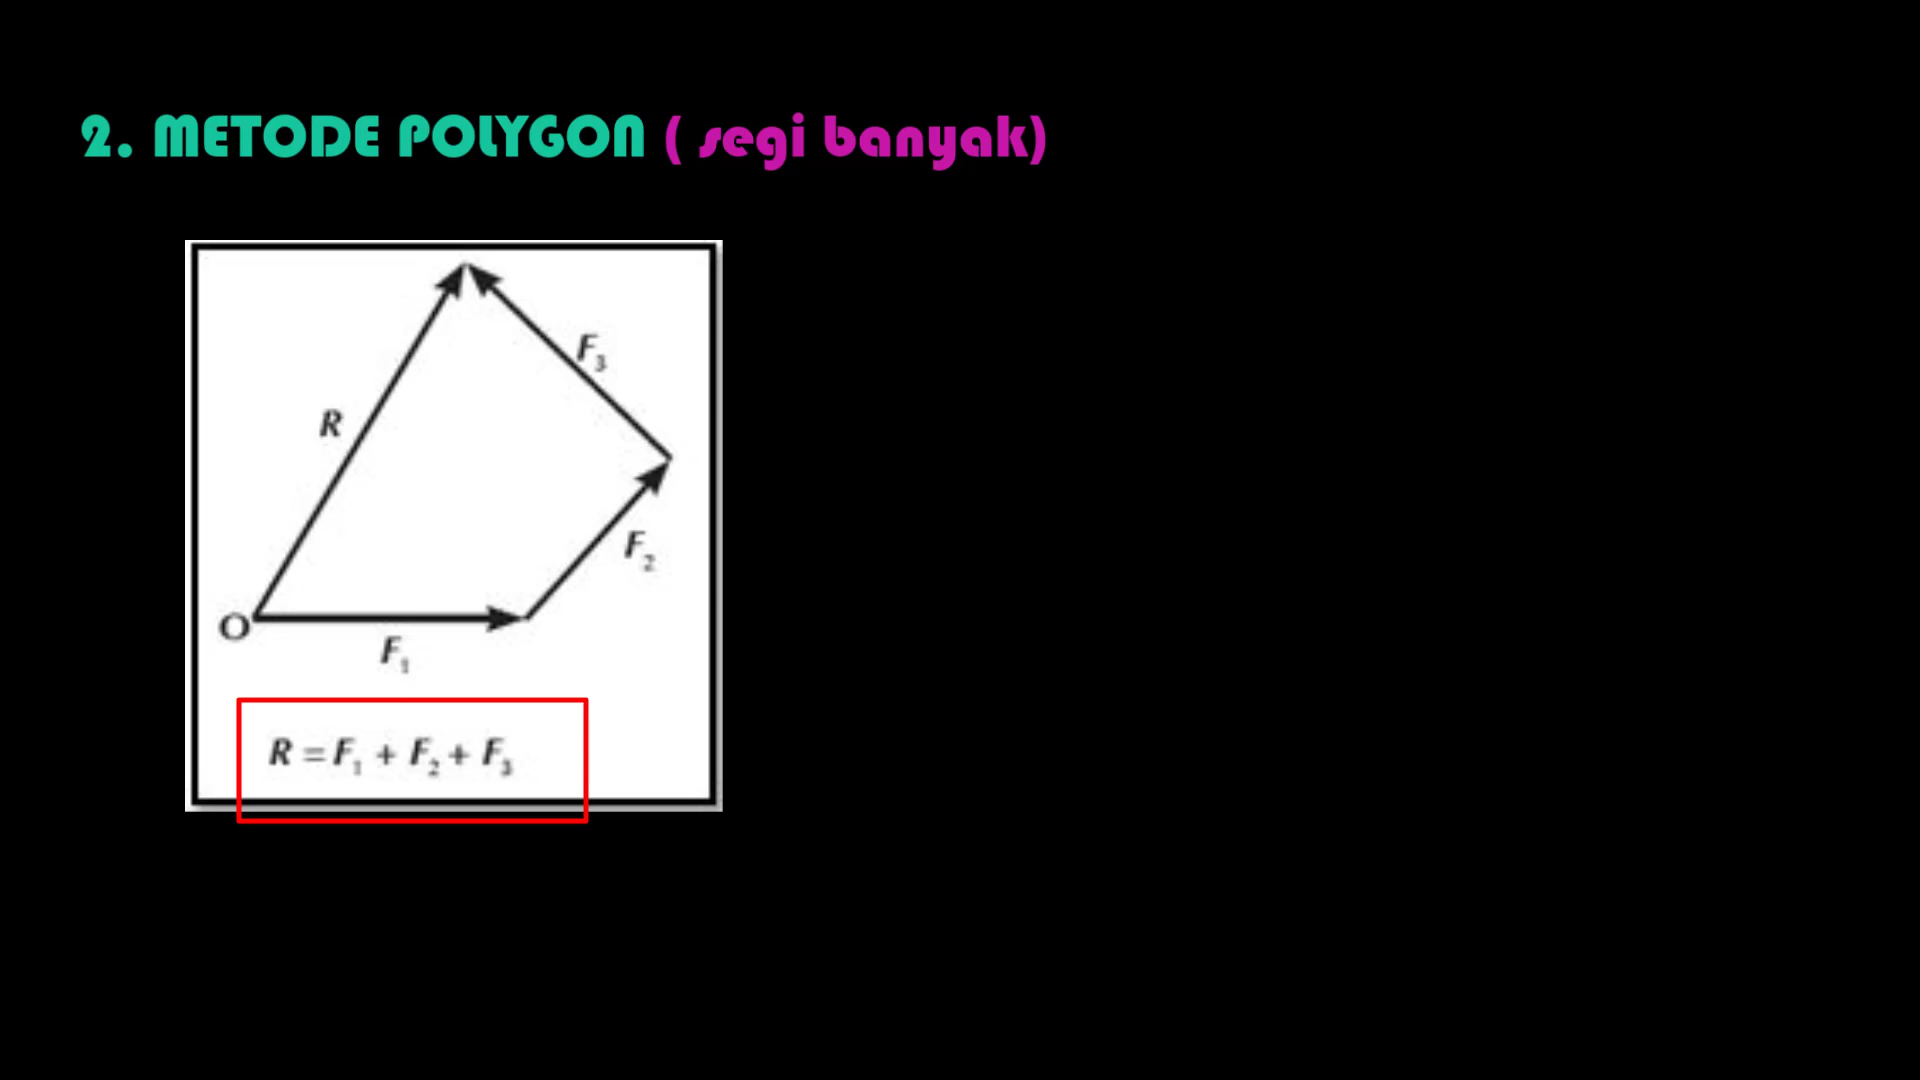 2. METODE POLYGON ( segi banyak)
F₃
R
F₂
O
F₁
R = F₁ + F₂ + F₃